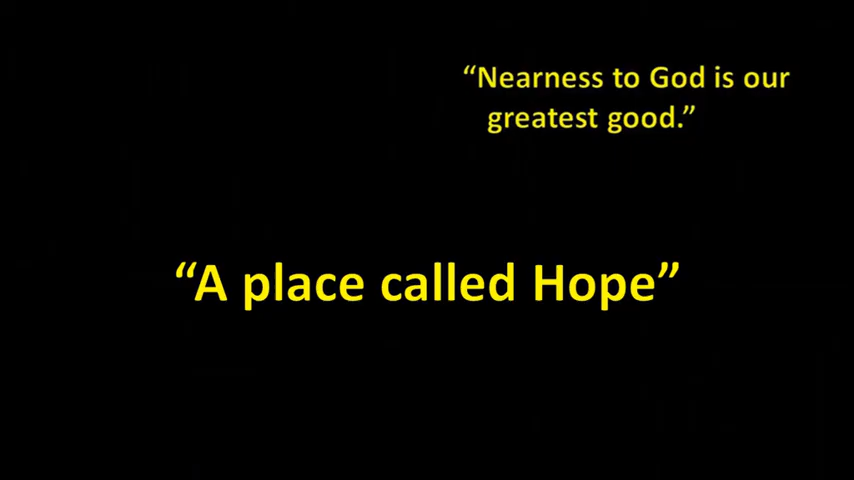 “Nearness to God is our
greatest good.”
“A place called Hope”